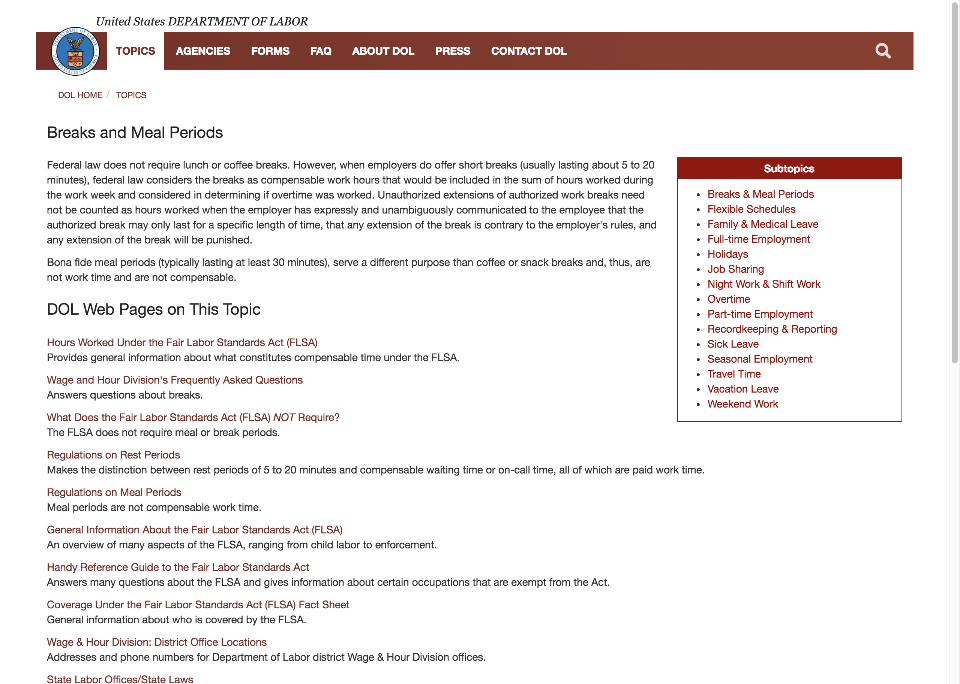 United States DEPARTMENT OF LABOR
TOPICS AGENCIES FORMS FAQ ABOUT DOL PRESS CONTACT DOL
DOL HOME / TOPICS
Breaks and Meal Periods
Federal law does not require lunch or coffee breaks. However, when employers do offer short breaks (usually lasting about 5 to 20
minutes), federal law considers the breaks as compensable work hours that would be included in the sum of hours worked during
the work week and considered in determining if overtime was worked. Unauthorized extensions of authorized work breaks need
not be counted as hours worked when the employer has expressly and unambiguously communicated to the employee that the
authorized break may only last for a specific length of time, that any extension of the break is contrary to the employer's rules, and
any extension of the break will be punished.
Bona fide meal periods (typically lasting at least 30 minutes), serve a different purpose than coffee or snack breaks and, thus, are
not work time and are not compensable.
DOL Web Pages on This Topic
Hours Worked Under the Fair Labor Standards Act (FLSA)
Provides general information about what constitutes compensable time under the FLSA.
Wage and Hour Division's Frequently Asked Questions
Answers questions about breaks.
What Does the Fair Labor Standards Act (FLSA) NOT Require?
The FLSA does not require meal or break periods.
Regulations on Rest Periods
Makes the distinction between rest periods of 5 to 20 minutes and compensable waiting time or on-call time, all of which are paid work time.
Regulations on Meal Periods
Meal periods are not compensable work time.
General Information About the Fair Labor Standards Act (FLSA)
An overview of many aspects of the FLSA, ranging from child labor to enforcement.
Handy Reference Guide to the Fair Labor Standards Act
Answers many questions about the FLSA and gives information about certain occupations that are exempt from the Act.
Coverage Under the Fair Labor Standards Act (FLSA) Fact Sheet
General information about who is covered by the FLSA.
Wage & Hour Division: District Office Locations
Addresses and phone numbers for Department of Labor district Wage & Hour Division offices.
State Labor Offices/State Laws
Subtopics
Breaks & Meal Periods
Flexible Schedules
Family & Medical Leave
Full-time Employment
Holidays
Job Sharing
Night Work & Shift Work
Overtime
Part-time Employment
Recordkeeping & Reporting
Sick Leave
Seasonal Employment
Travel Time
Vacation Leave
Weekend Work